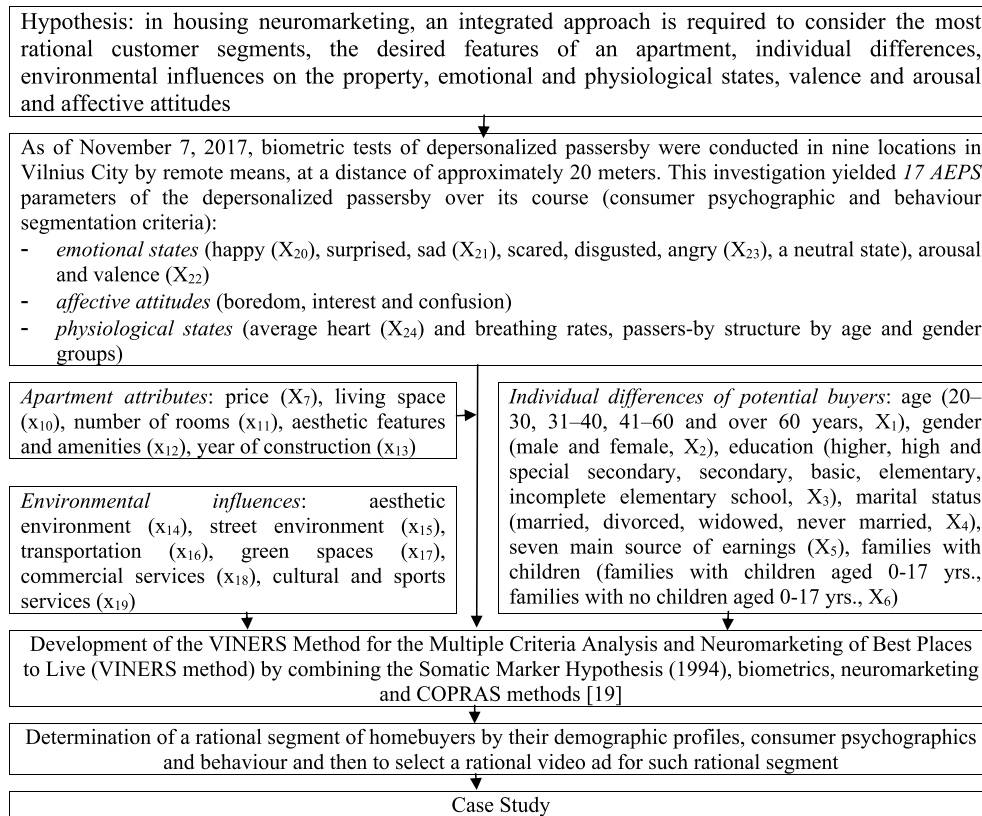 Hypothesis: in housing neuromarketing, an integrated approach is required to consider the most
rational customer segments, the desired features of an apartment, individual differences,
environmental influences on the property, emotional and physiological states, valence and arousal
and affective attitudes
As of November 7, 2017, biometric tests of depersonalized passersby were conducted in nine locations in
Vilnius City by remote means, at a distance of approximately 20 meters. This investigation yielded 17 AEPS
parameters of the depersonalized passersby over its course (consumer psychographic and behaviour
segmentation criteria):
- emotional states (happy (X₂₀), surprised, sad (X₂₁), scared, disgusted, angry (X₂₃), a neutral state), arousal
and valence (X₂₂)
- affective attitudes (boredom, interest and confusion)
- physiological states (average heart (X₂₄) and breathing rates, passers-by structure by age and gender
groups)
Apartment attributes: price (X₇), living space
(x₁₀), number of rooms (x₁₁), aesthetic features
and amenities (x₁₂), year of construction (x₁₃)
Environmental influences: aesthetic
environment (x₁₄), street environment (x₁₅),
transportation (x₁₆), green spaces (x₁₇),
commercial services (x₁₈), cultural and sports
services (x₁₉)
Individual differences of potential buyers: age (20–
30, 31–40, 41–60 and over 60 years, X₁), gender
(male and female, X₂), education (higher, high and
special secondary, secondary, basic, elementary,
incomplete elementary school, X₃), marital status
(married, divorced, widowed, never married, X₄),
seven main source of earnings (X₅), families with
children (families with children aged 0-17 yrs.,
families with no children aged 0-17 yrs., X₆)
Development of the VINERS Method for the Multiple Criteria Analysis and Neuromarketing of Best Places
to Live (VINERS method) by combining the Somatic Marker Hypothesis (1994), biometrics, neuromarketing
and COPRAS methods [19]
Determination of a rational segment of homebuyers by their demographic profiles, consumer psychographics
and behaviour and then to select a rational video ad for such rational segment
Case Study